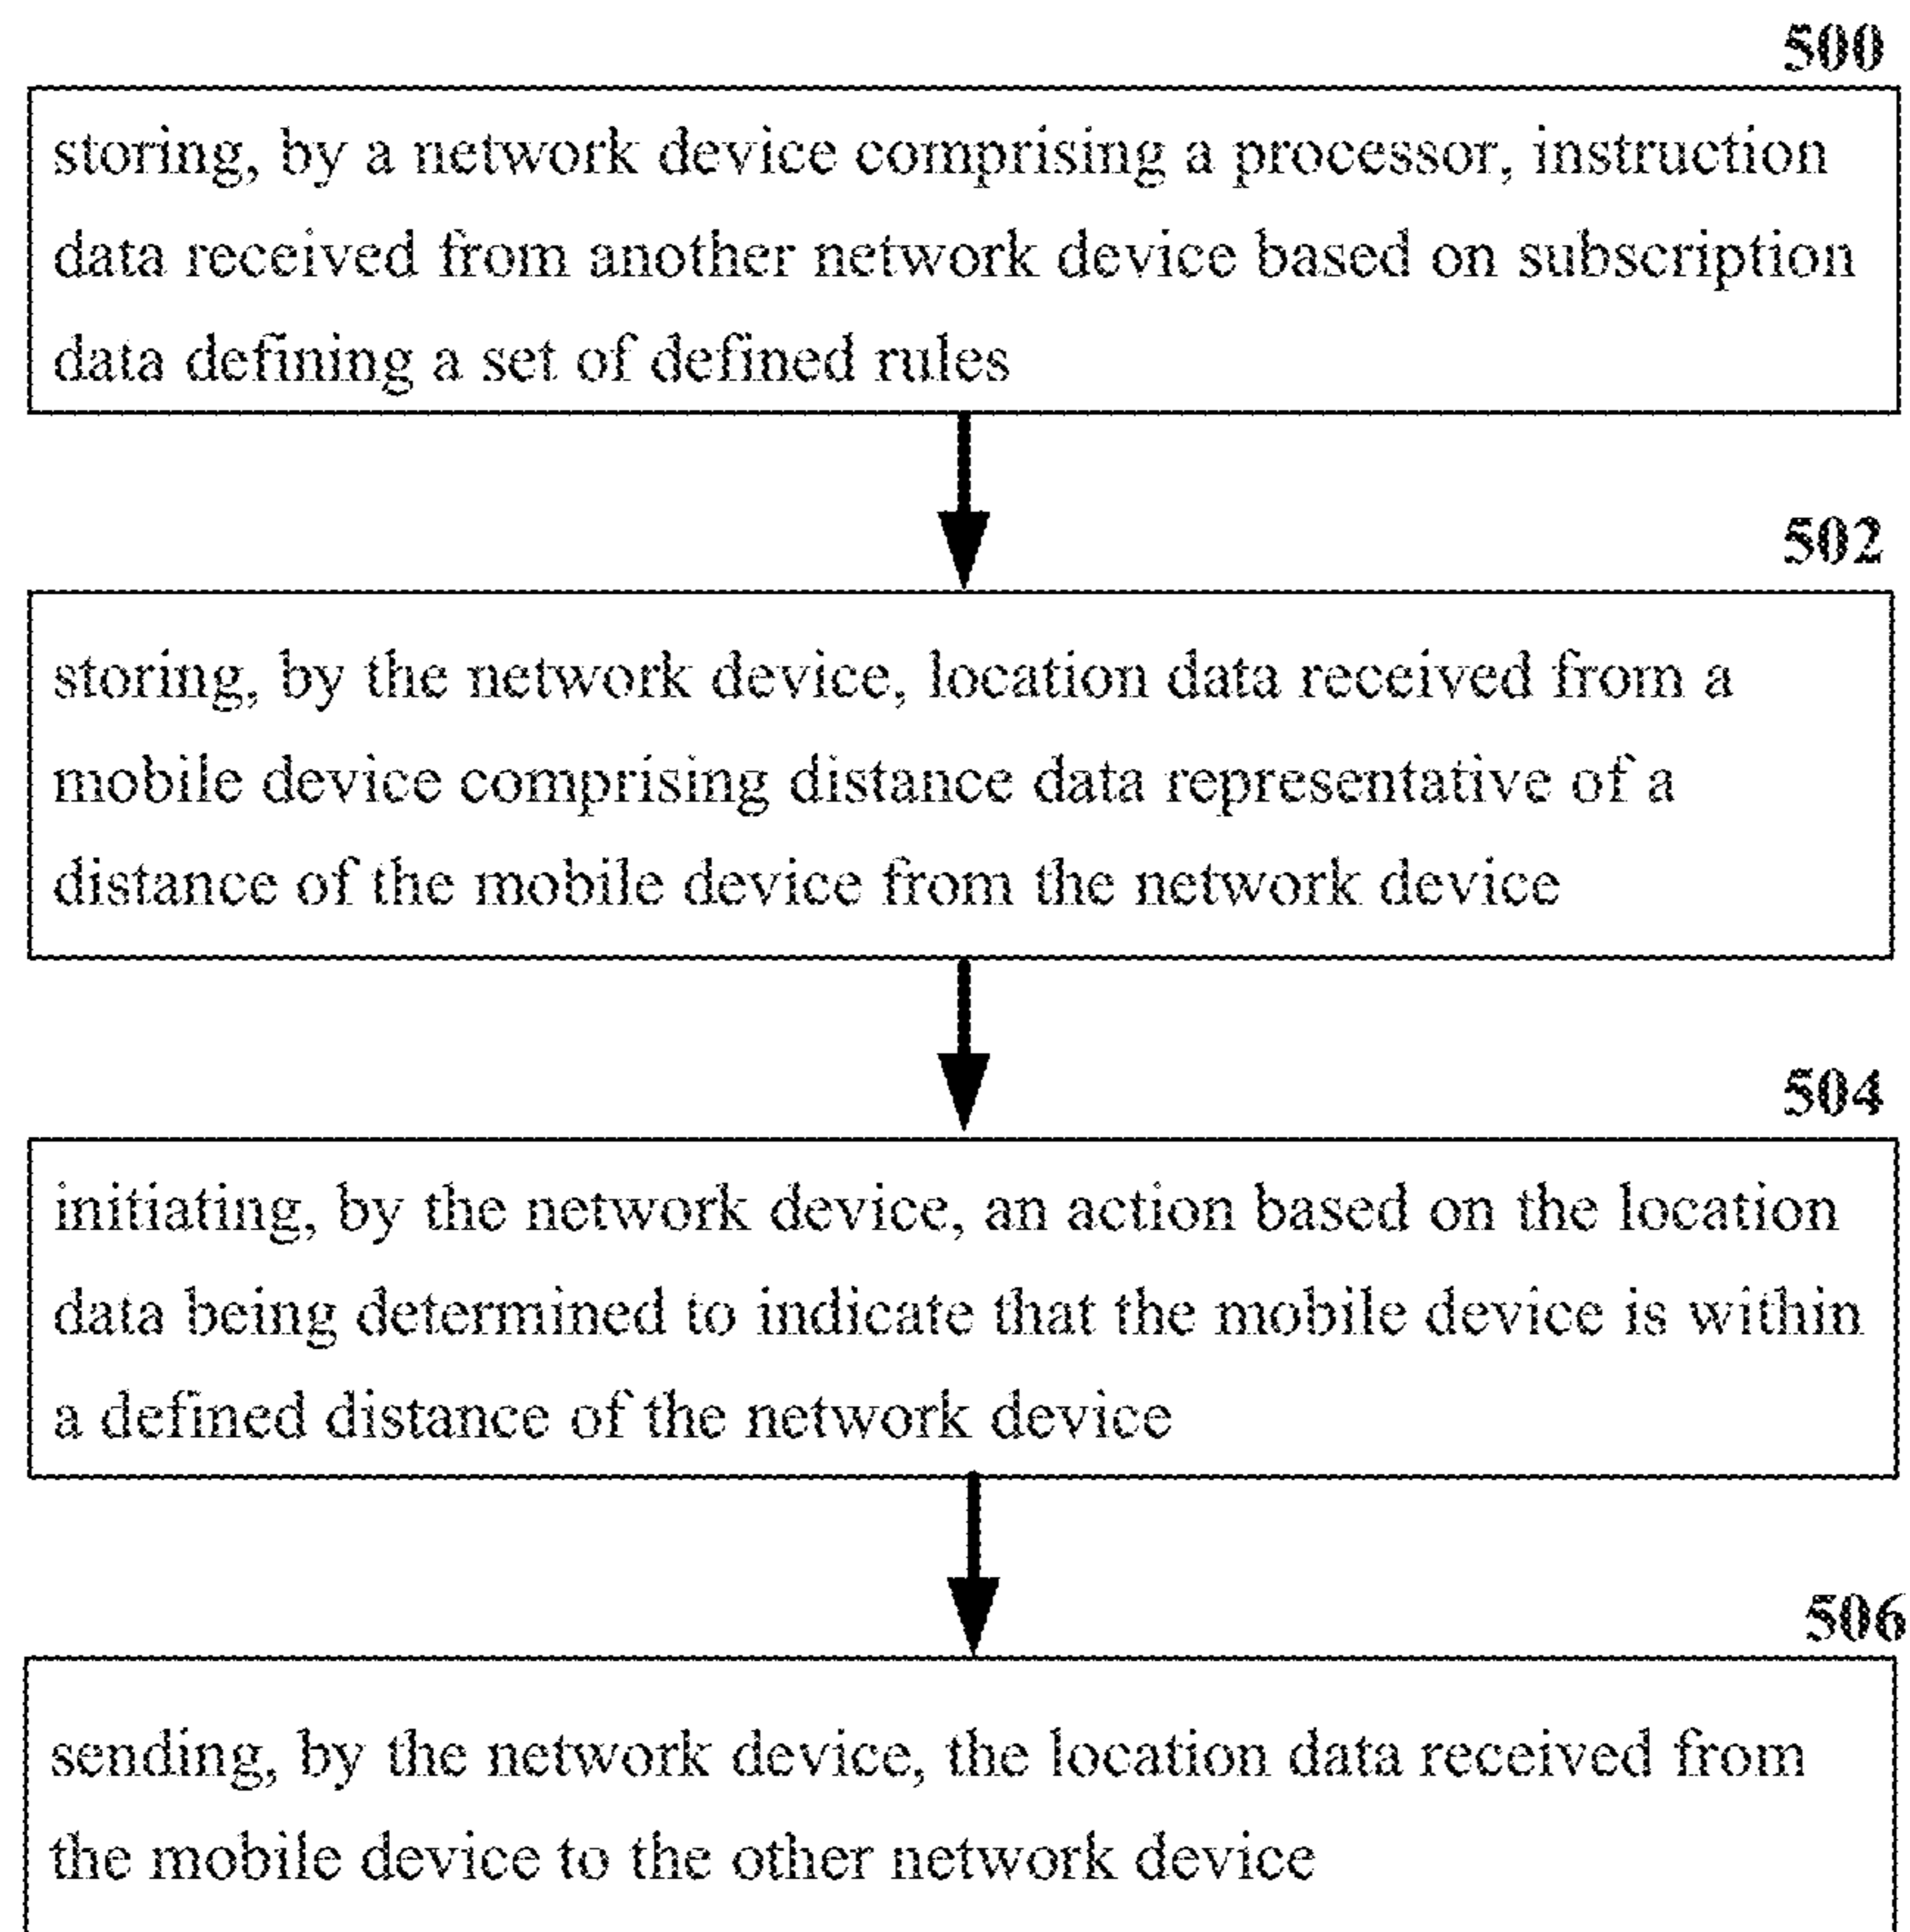 500
storing, by a network device comprising a processor, instruction
data received from another network device based on subscription
data defining a set of defined rules
502
storing, by the network device, location data received from a
mobile device comprising distance data representative of a
distance of the mobile device from the network device
504
initiating, by the network device, an action based on the location
data being determined to indicate that the mobile device is within
a defined distance of the network device
506
sending, by the network device, the location data received from
the mobile device to the other network device